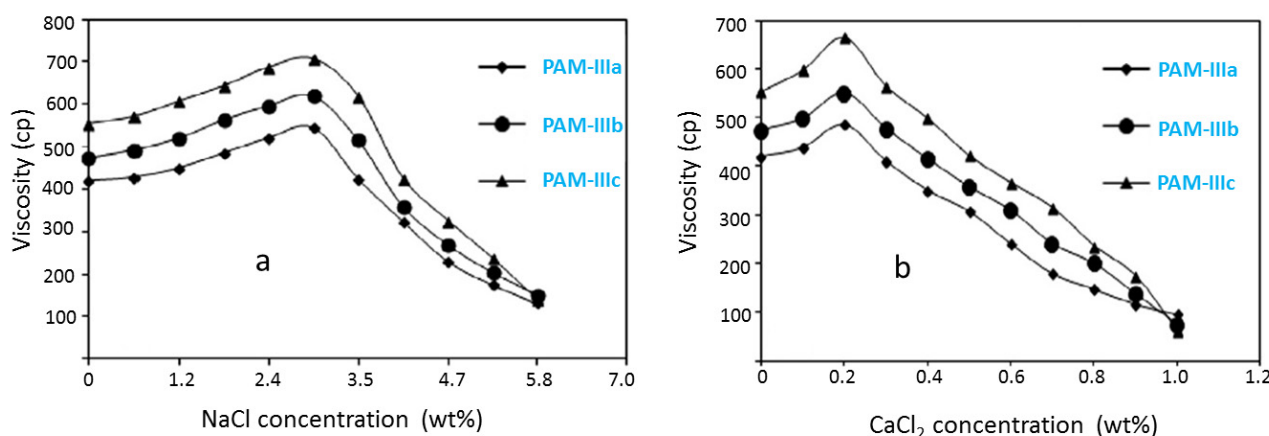 800
700
600
500
400
300
200
100
Viscosity (cp)
PAM-IIIa
PAM-IIIb
PAM-IIIc
a
0 1.2 2.4 3.5 4.7 5.8 7.0
NaCl concentration (wt%)
700
600
500
400
300
200
100
Viscosity (cp)
PAM-IIIa
PAM-IIIb
PAM-IIIc
b
0 0.2 0.4 0.6 0.8 1.0 1.2
CaCl₂ concentration (wt%)